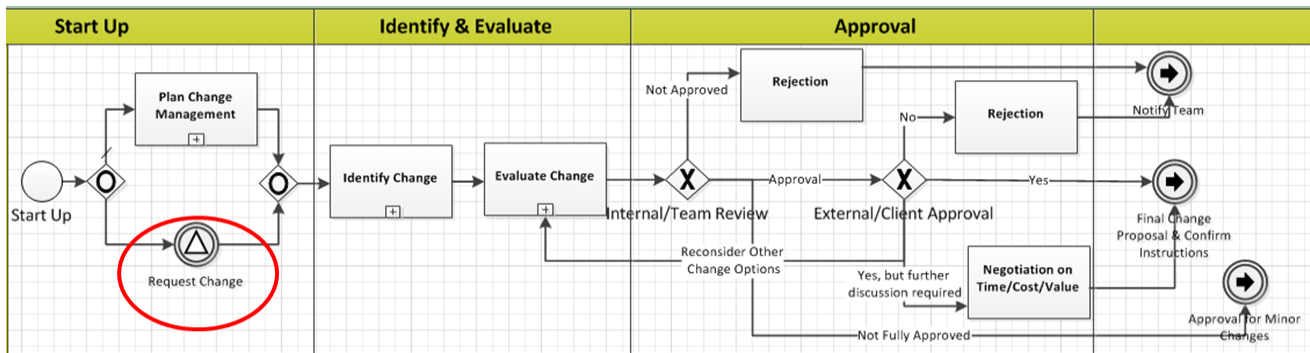 Start Up
Identify & Evaluate
Approval
Plan Change
Management
Start Up
Request Change
Identify Change
Evaluate Change
Not Approved
Rejection
Internal/Team Review
Approval
No
Rejection
External/Client Approval
Yes
Notify Team
Reconsider Other
Change Options
Yes, but further
discussion required
Negotiation on
Time/Cost/Value
Final Change
Proposal & Confirm
Instructions
Not Fully Approved
Approval for Minor
Changes